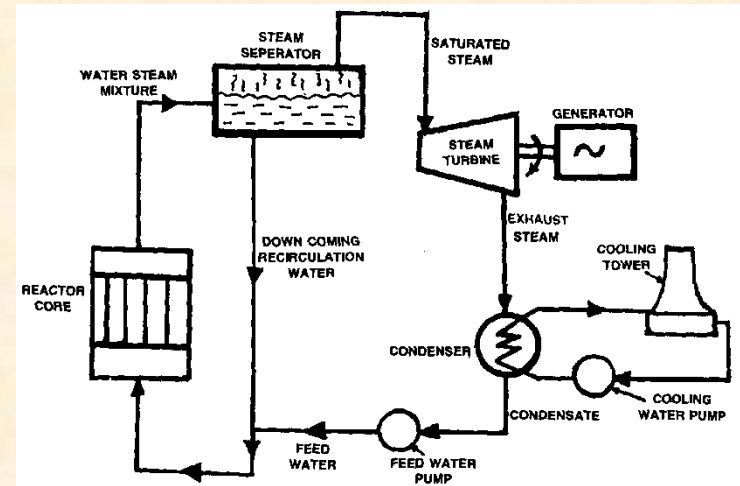 STEAM
SEPERATOR
SATURATED
STEAM
WATER STEAM
MIXTURE
GENERATOR
STEAM
TURBINE
~
EXHAUST
STEAM
DOWN COMING
RECIRCULATION
WATER
COOLING
TOWER
REACTOR
CORE
CONDENSER
COOLING
WATER PUMP
CONDENSATE
FEED
WATER
FEED WATER
PUMP